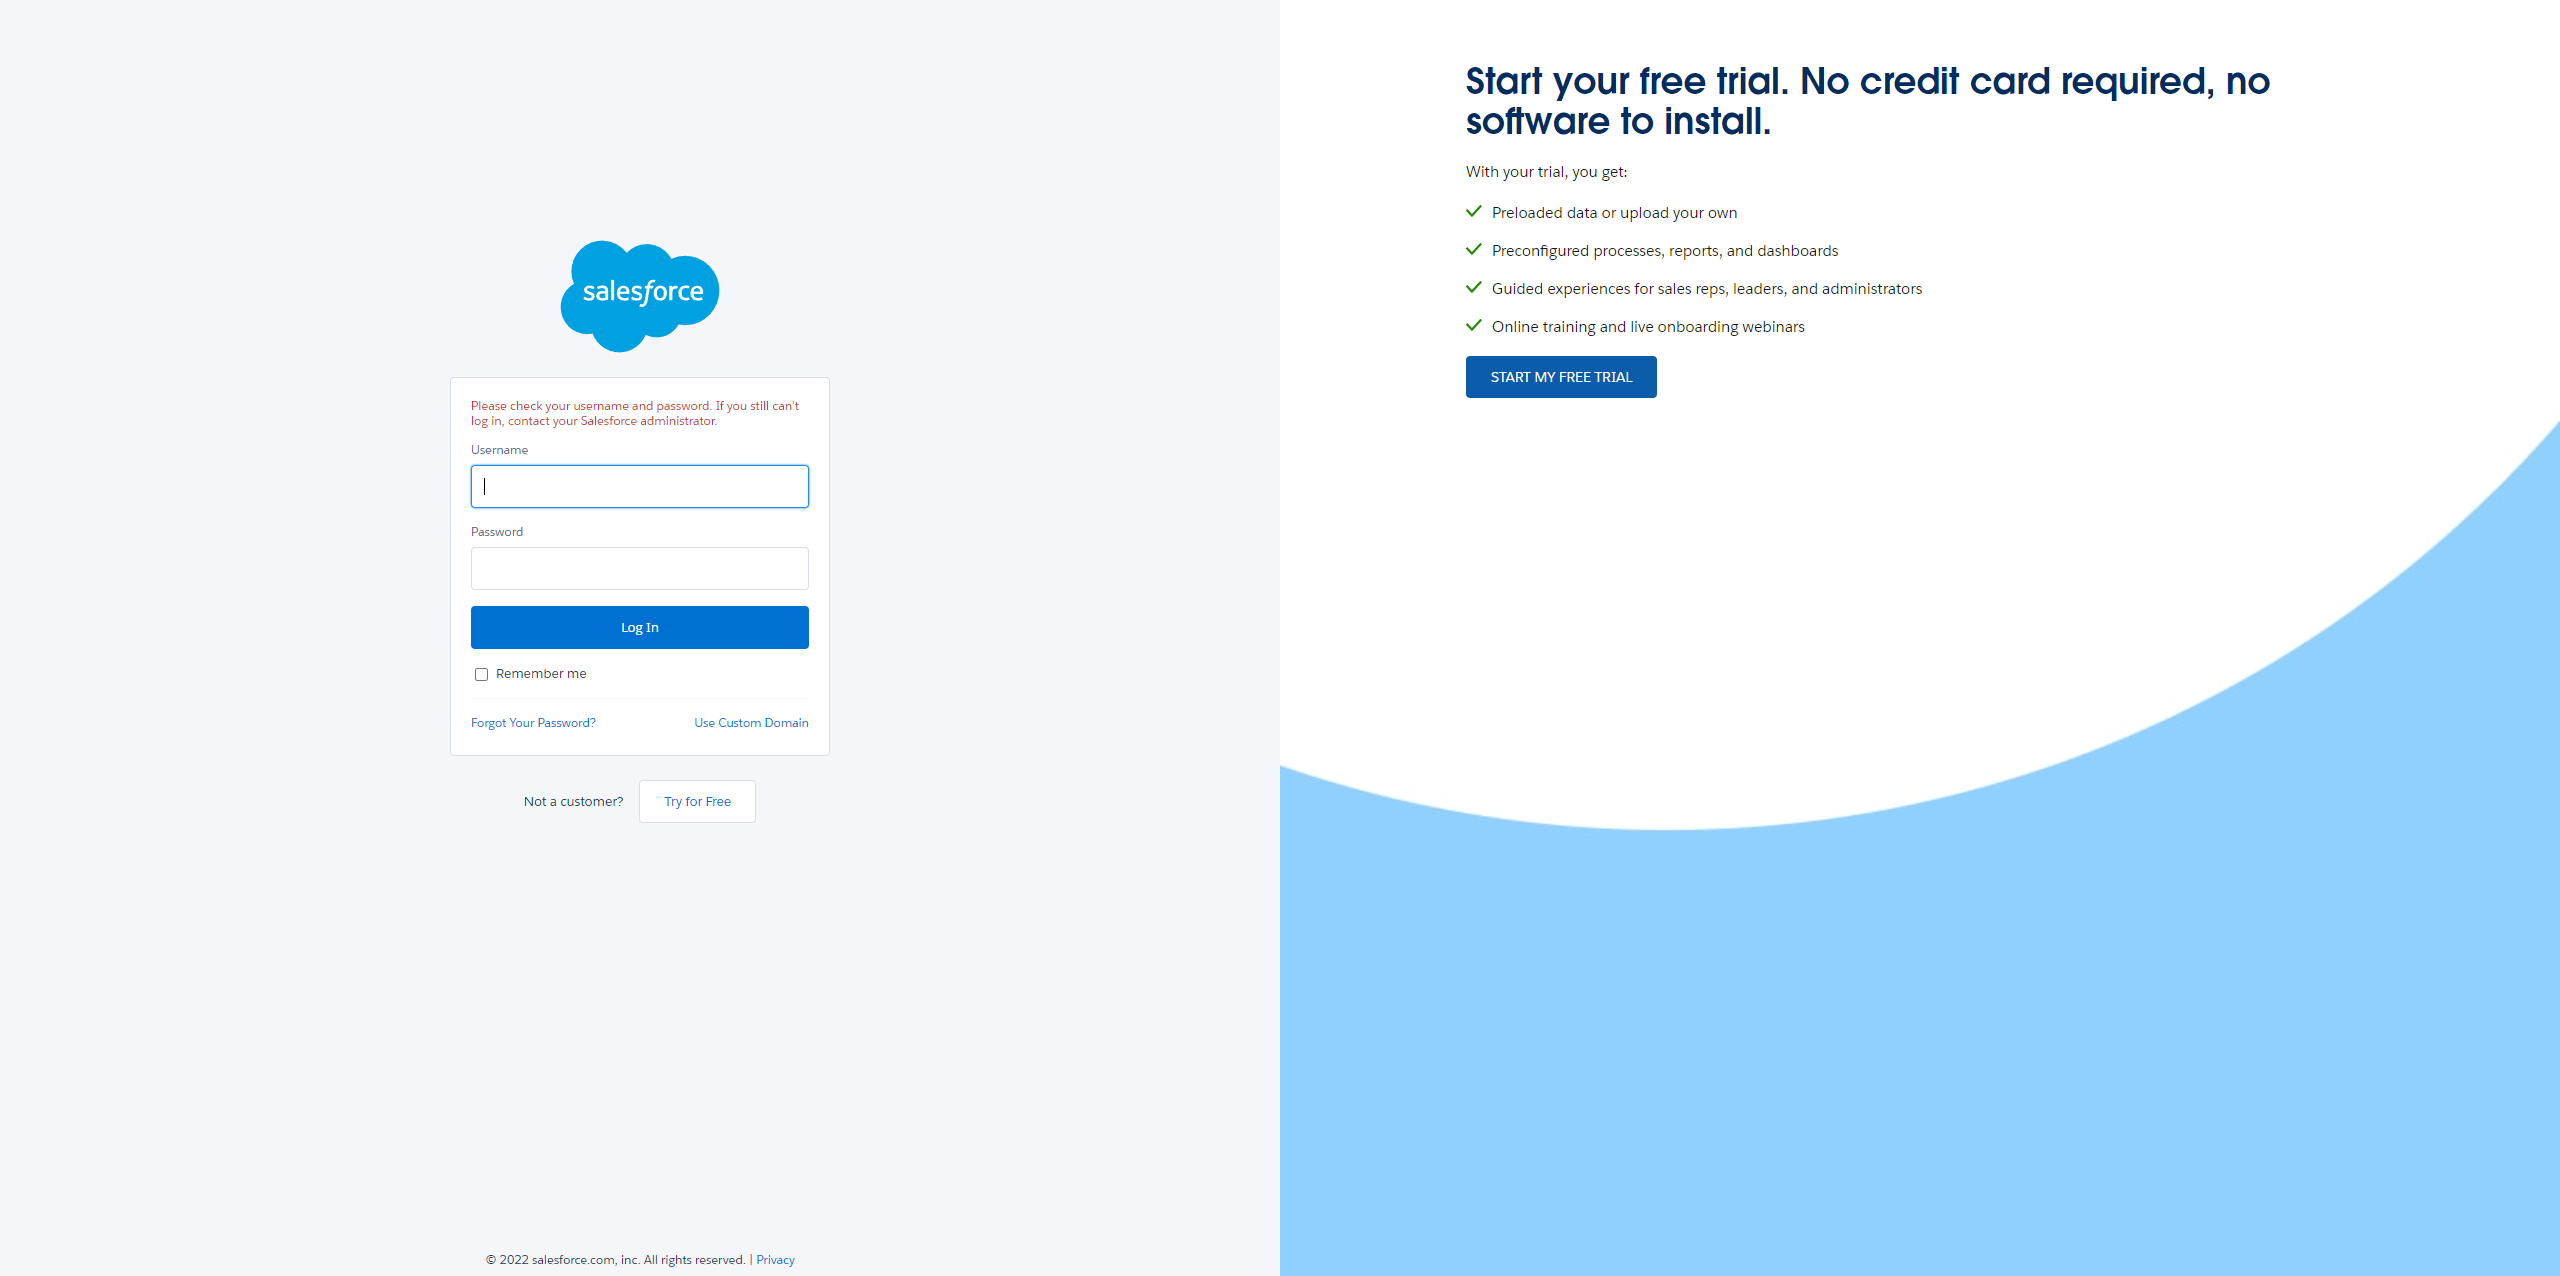 salesforce
Please check your username and password. If you still can't
log in, contact your Salesforce administrator.
Username
Password
Log In
Remember me
Forgot Your Password?
Use Custom Domain
Not a customer?
Try for Free
© 2022 salesforce.com, inc. All rights reserved. | Privacy
Start your free trial. No credit card required, no
software to install.
With your trial, you get:
Preloaded data or upload your own
Preconfigured processes, reports, and dashboards
Guided experiences for sales reps, leaders, and administrators
Online training and live onboarding webinars
START MY FREE TRIAL